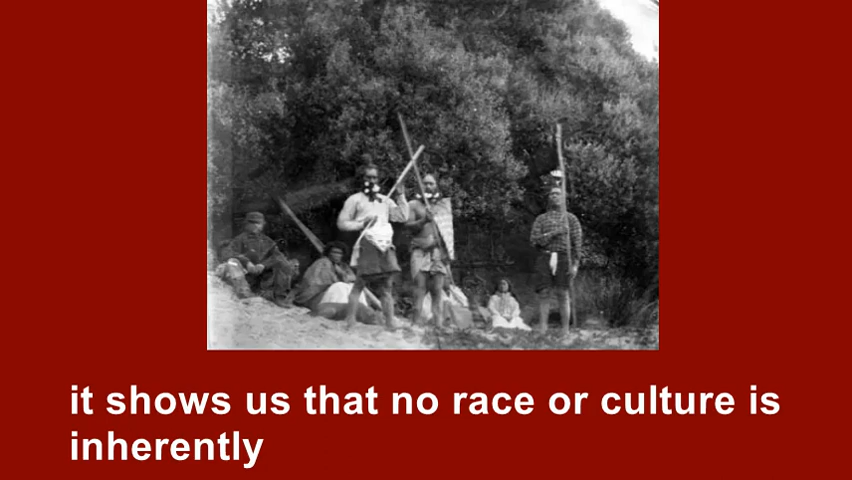 it shows us that no race or culture is
inherently